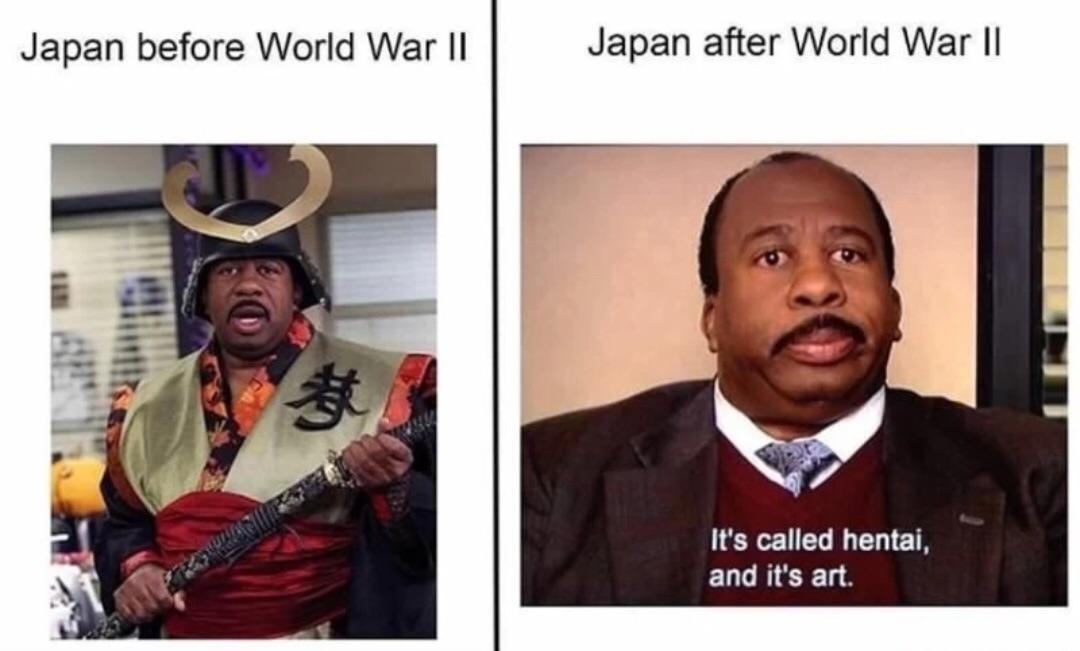 Japan before World War II
Japan after World War II
It's called hentai,
and it's art.